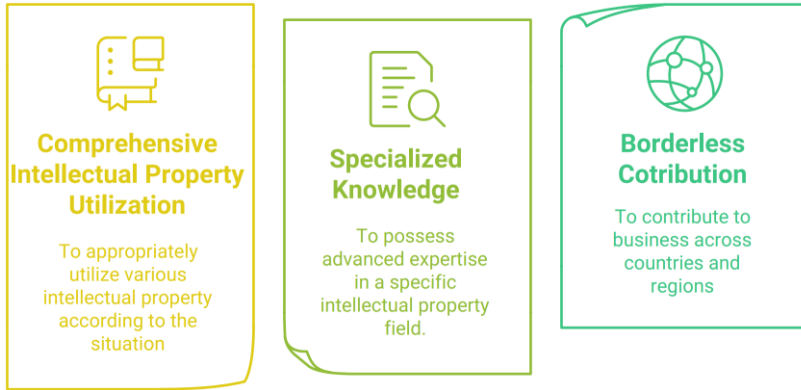 Comprehensive
Intellectual Property
Utilization
To appropriately
utilize various
intellectual property
according to the
situation
Specialized
Knowledge
To possess
advanced expertise
in a specific
intellectual property
field.
Borderless
Cotribution
To contribute to
business across
countries and
regions